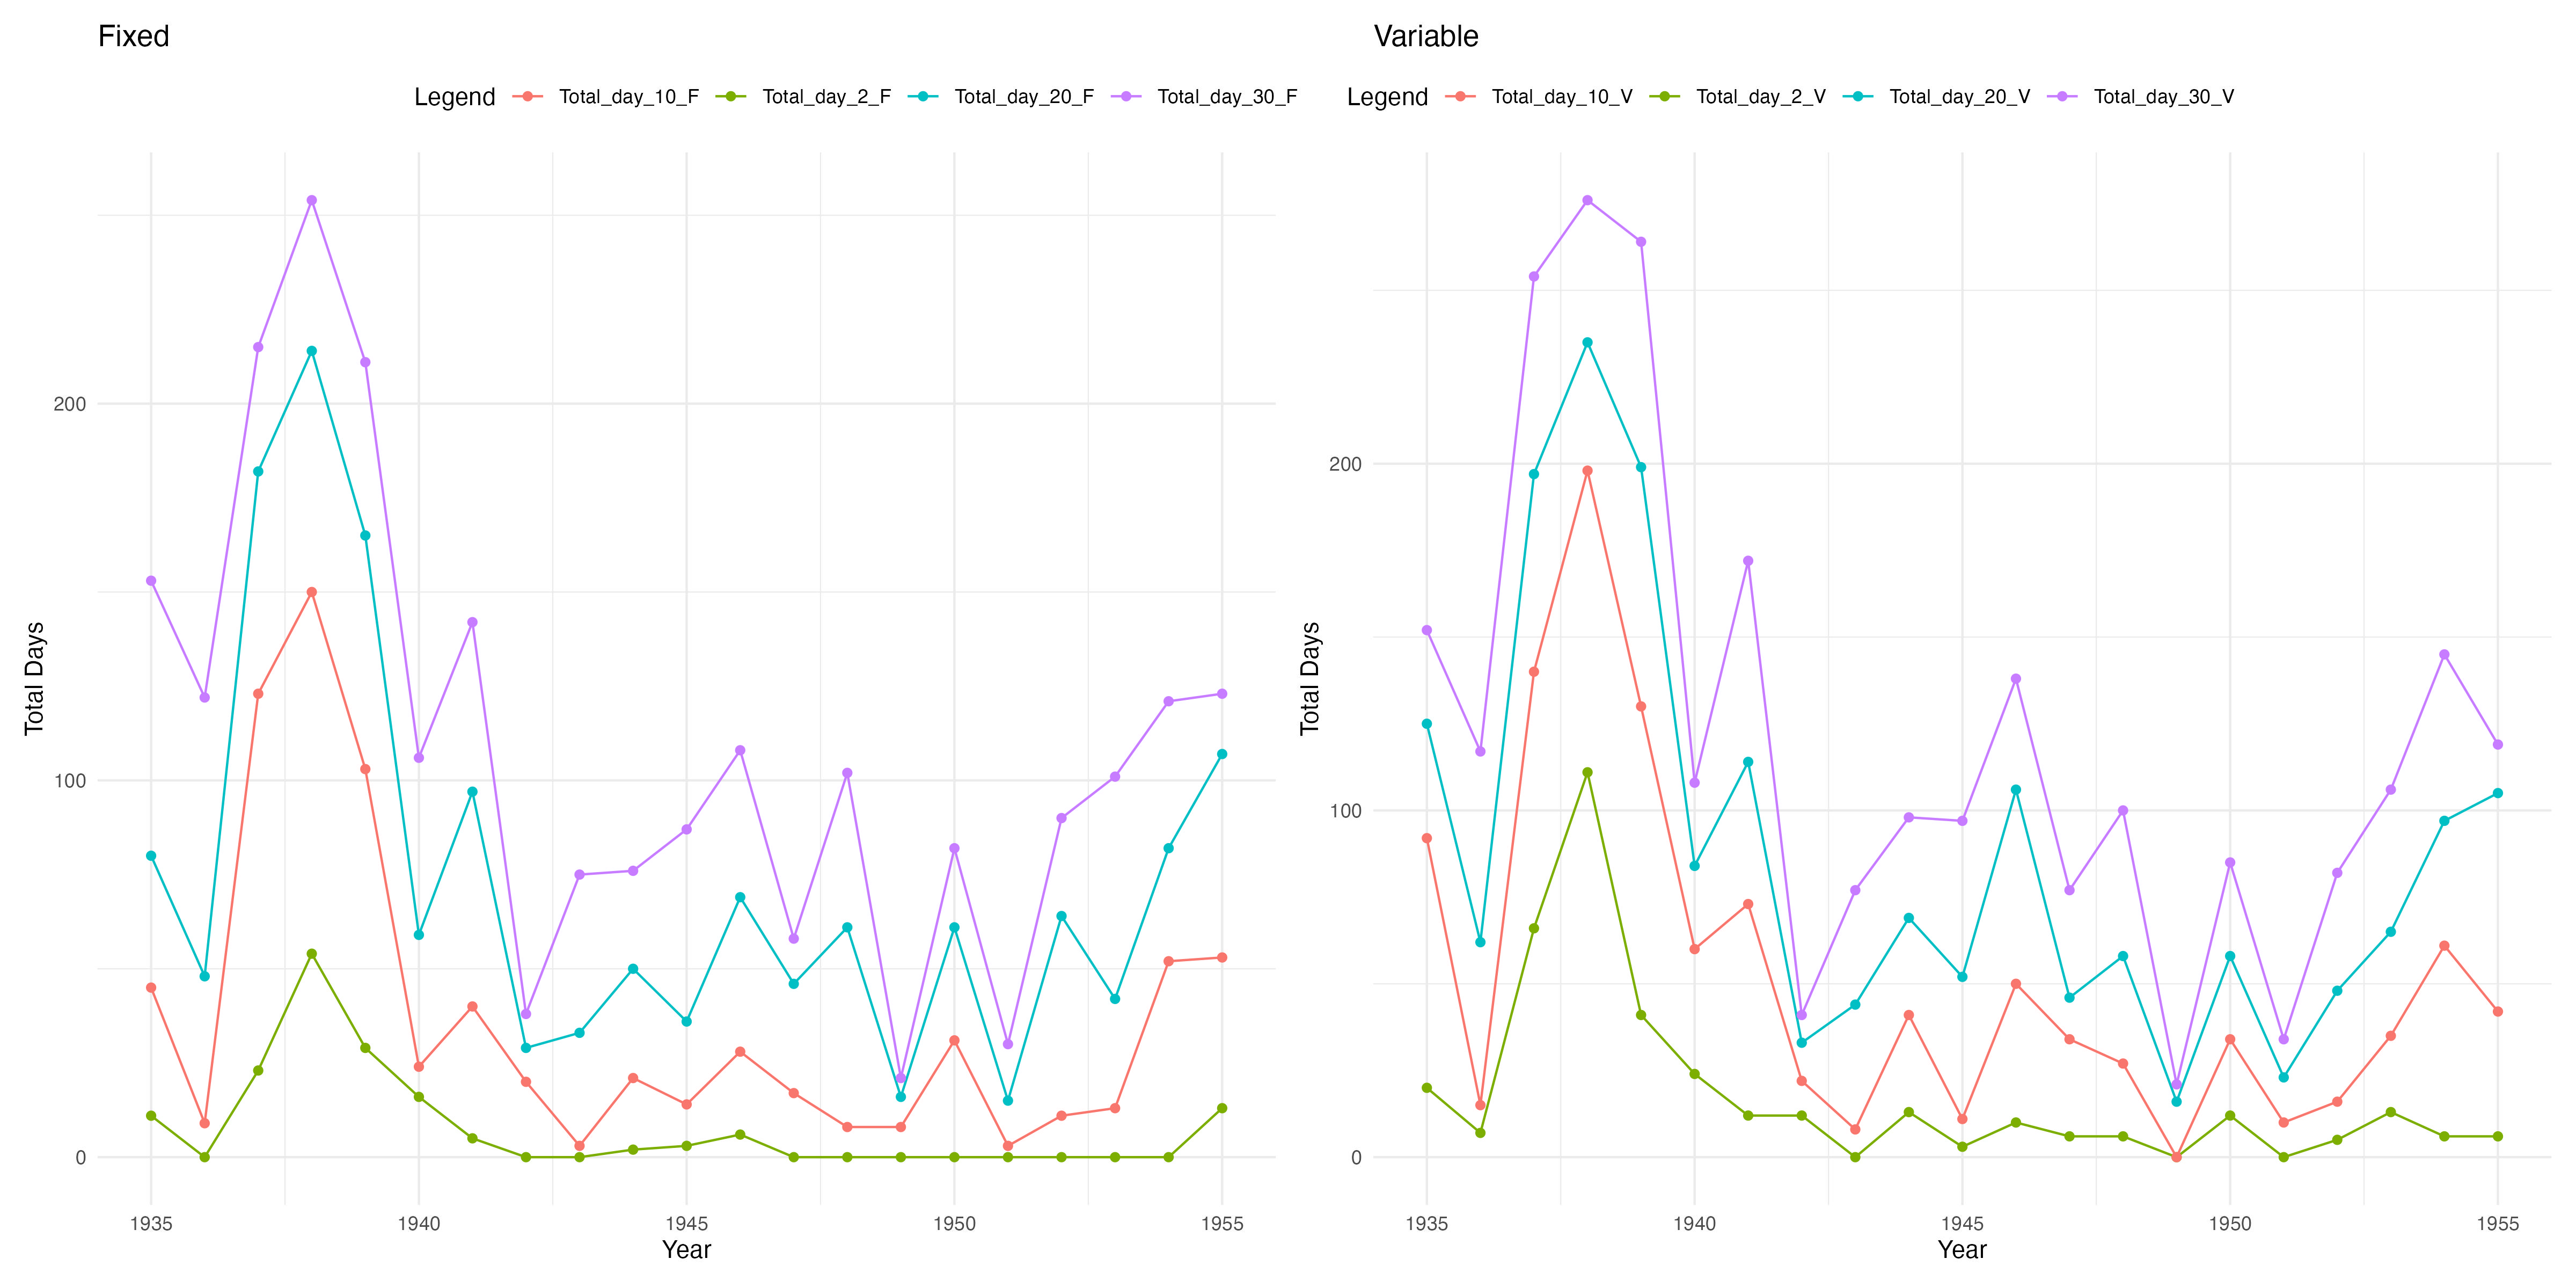 Fixed
Legend Total_day_10_F Total_day_2_F Total_day_20_F Total_day_30_F
Total Days
200
100
0
1935 1940 1945 1950 1955
Year
Variable
Legend Total_day_10_V Total_day_2_V Total_day_20_V Total_day_30_V
Total Days
200
100
0
1935 1940 1945 1950 1955
Year